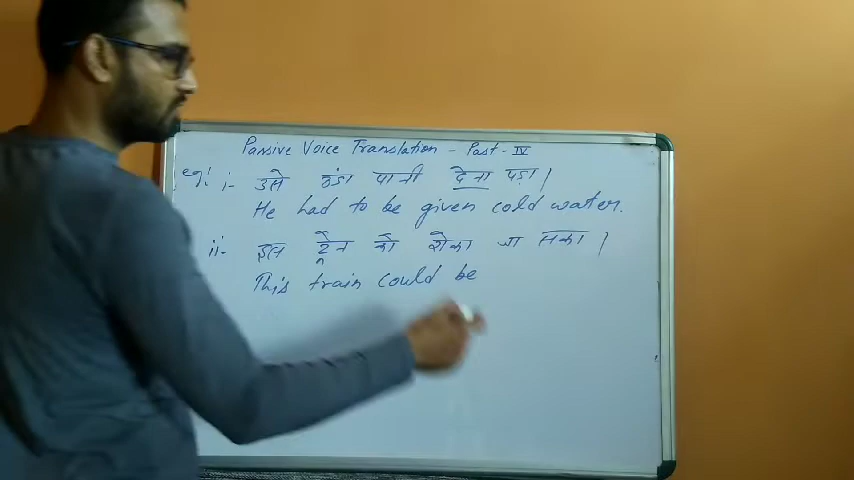 Passive Voice Translation - Part - IV
eg: i- उसे ठंडा पानी देना पड़ा।
He had to be given cold water.
ii- इस ट्रेन को रोका जा सका।
This train could be